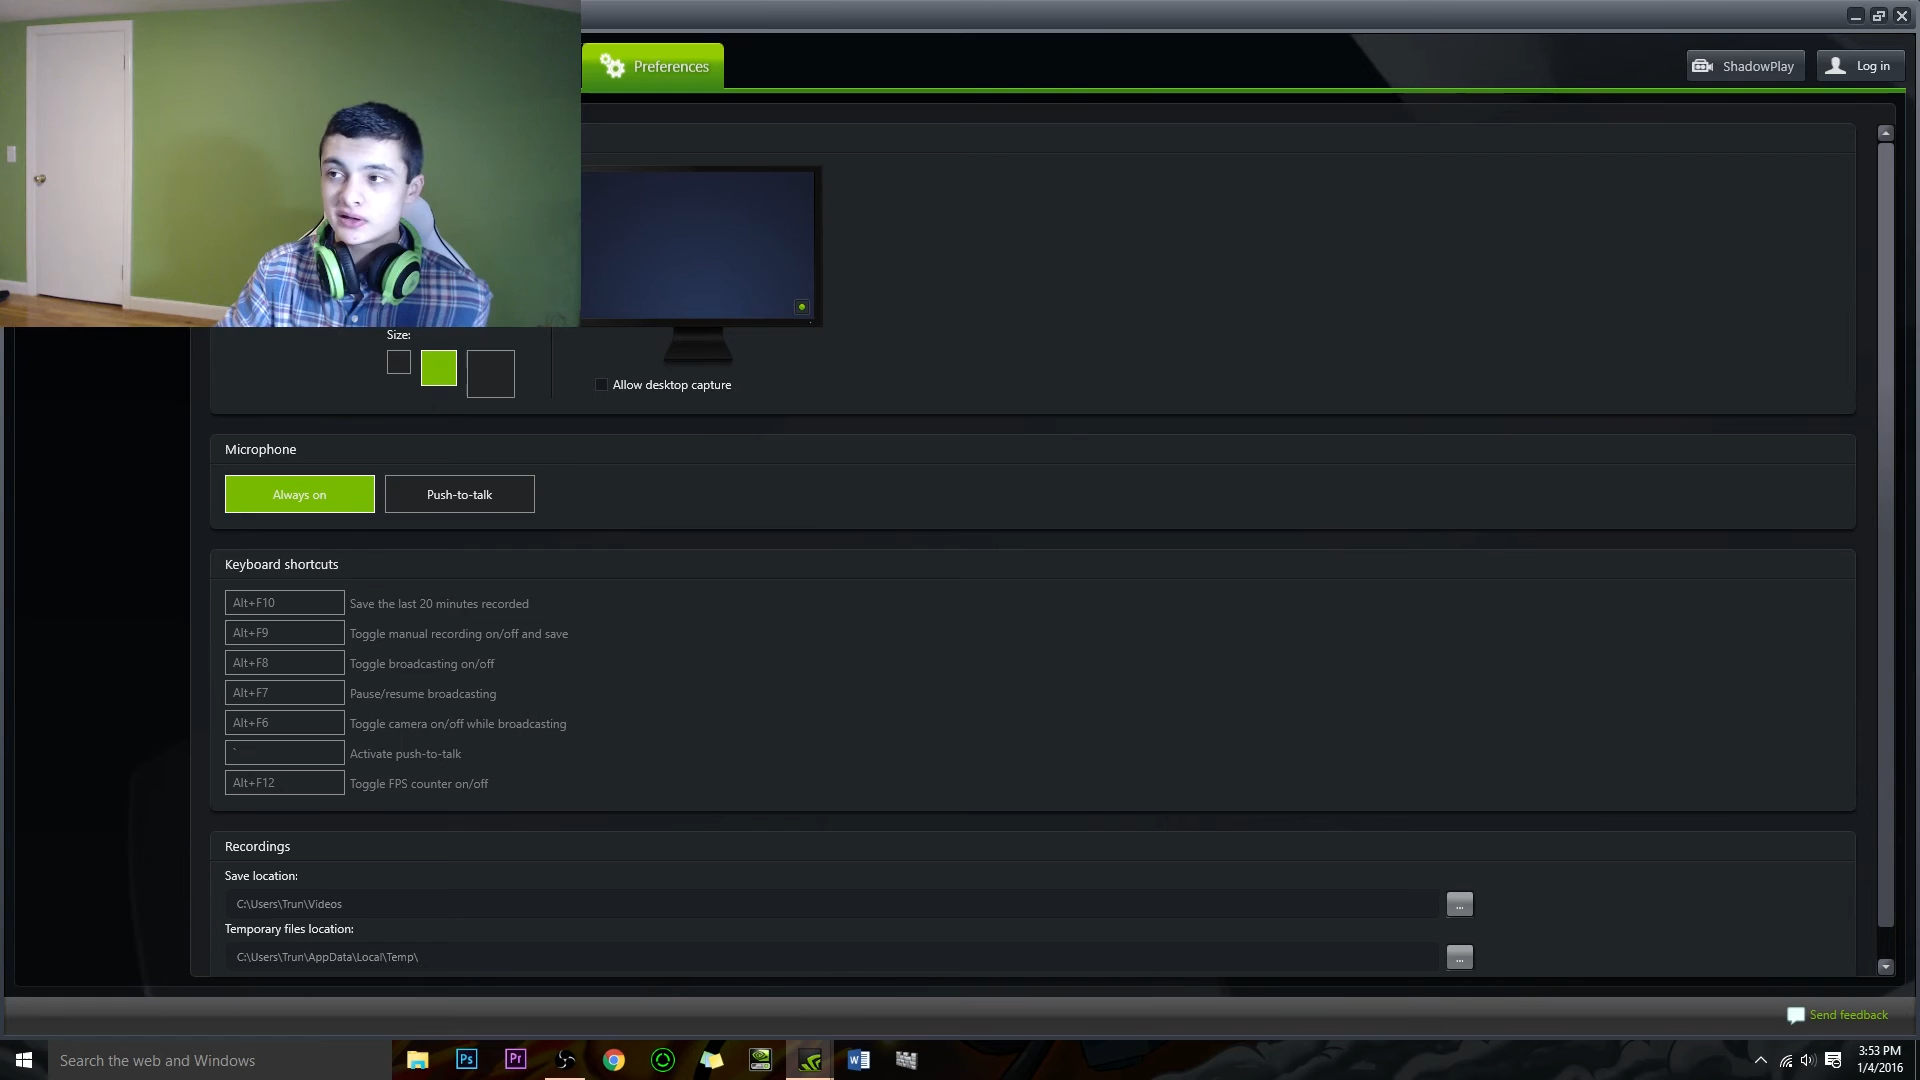 Preferences
ShadowPlay
Log in
Size:
Allow desktop capture
Microphone
Always on
Push-to-talk
Keyboard shortcuts
Alt+F10 Save the last 20 minutes recorded
Alt+F9 Toggle manual recording on/off and save
Alt+F8 Toggle broadcasting on/off
Alt+F7 Pause/resume broadcasting
Alt+F6 Toggle camera on/off while broadcasting
` Activate push-to-talk
Alt+F12 Toggle FPS counter on/off
Recordings
Save location:
C:\Users\Trun\Videos
...
Temporary files location:
C:\Users\Trun\AppData\Local\Temp\
...
Send feedback
Search the web and Windows
Ps
Pr
W
3:53 PM
1/4/2016